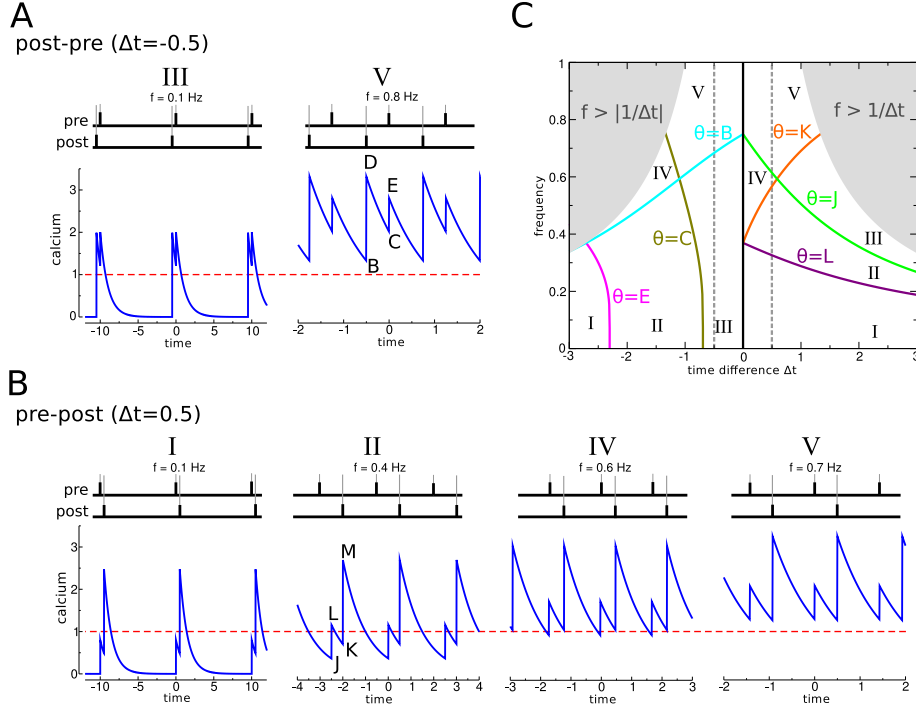 A
post-pre (Δt=-0.5)
III
f = 0.1 Hz
V
f = 0.8 Hz
pre
post
calcium
3
2
1
0
D
E
C
B
-10 -5 0 5 10
time
-2 -1 0 1 2
time
C
frequency
1
0.8
0.6
0.4
0.2
0
f > |1/Δt|
f > 1/Δt
V
V
θ=B
θ=K
IV
IV
θ=J
θ=C
III
θ=L
II
θ=E
I
II
III
I
-3 -2 -1 0 1 2 3
time difference Δt
B
pre-post (Δt=0.5)
I
f = 0.1 Hz
II
f = 0.4 Hz
IV
f = 0.6 Hz
V
f = 0.7 Hz
pre
post
calcium
3
2
1
0
M
L
K
J
-10 -5 0 5 10
time
-4 -3 -2 -1 0 1 2 3 4
time
-3 -2 -1 0 1 2 3
time
-2 -1 0 1 2
time